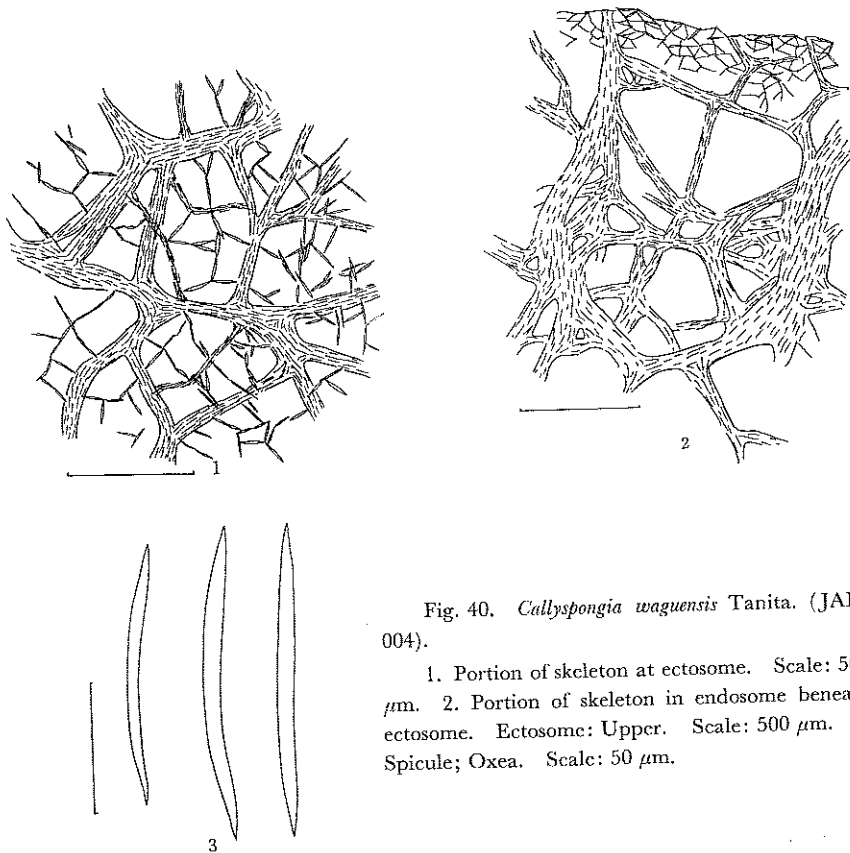 1
2
3
Fig. 40. Callyspongia waguensis Tanita. (JA
004).
1. Portion of skeleton at ectosome. Scale: 5
μm. 2. Portion of skeleton in endosome benea
ectosome. Ectosome: Upper. Scale: 500 μm.
Spicule; Oxea. Scale: 50 μm.